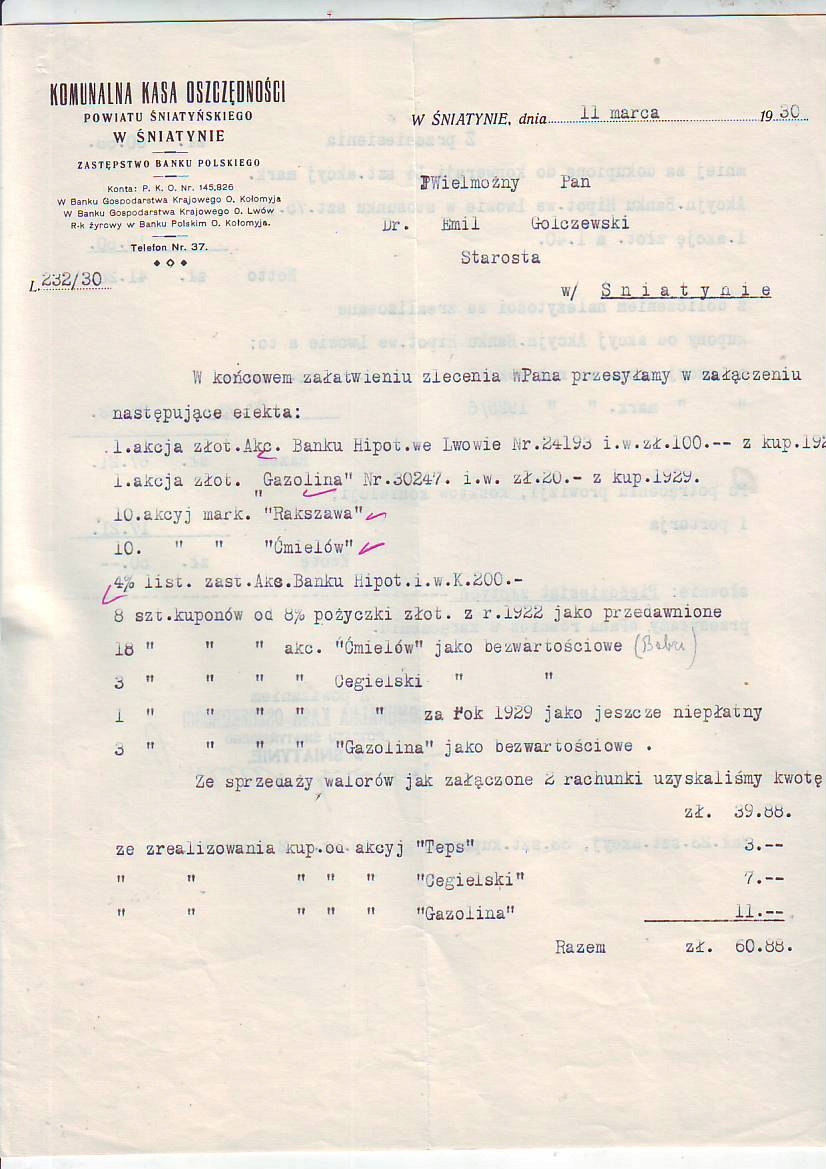 KOMUNALNA KASA OSZCZĘDNOŚCI
POWIATU ŚNIATYŃSKIEGO
W ŚNIATYNIE
ZASTĘPSTWO BANKU POLSKIEGO
Konta: P. K. O. Nr. 145.826
W Banku Gospodarstwa Krajowego O. Kołomyja
W Banku Gospodarstwa Krajowego O. Lwów
R-k żyrowy w Banku Polskim O. Kołomyja.
Telefon Nr. 37.
L. 232/30
W ŚNIATYNIE, dnia 11 marca 1930
Wielmożny Pan
Dr. Emil Golczewski
Starosta
w/ Sniatynie
W końcowem załatwieniu zlecenia WPana przesyłamy w załączeniu
następujące efekta:
1.akcja złot.Akc. Banku Hipot.we Lwowie Nr.24193 i.w.zł.100.-- z kup.192
1.akcja złot. "Gazolina" Nr.30247. i.w. zł.20.- z kup.1929.
10.akcyj mark. "Rakszawa"
10. " " "Ćmielów"
4% list. zast.Akc.Banku Hipot.i.w.K.200.-
8 szt.kuponów od 8% pożyczki złot. z r.1922 jako przedawnione
18 " " " akc. "Ćmielów" jako bezwartościowe
3 " " " " Cegielski " "
1 " " " " " za rok 1929 jako jeszcze niepłatny
3 " " " " "Gazolina" jako bezwartościowe .
Ze sprzedaży walorów jak załączone 2 rachunki uzyskaliśmy kwotę
zł. 39.88.
ze zrealizowania kup.od akcyj "Teps" 3.--
" " " " " "Cegielski" 7.--
" " " " " "Gazolina" 11.--
Razem zł. 60.88.